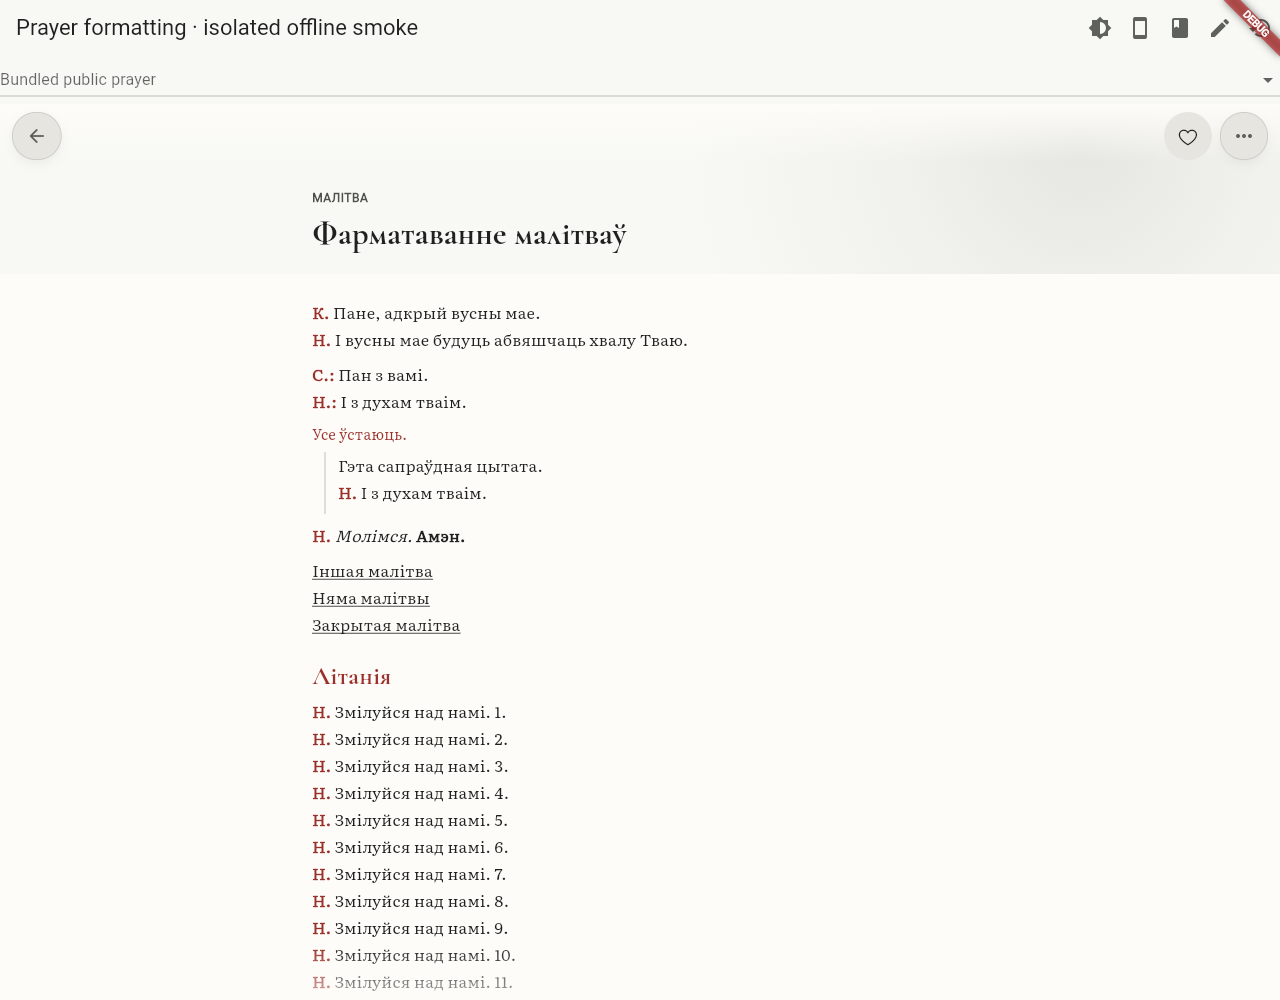 Prayer formatting · isolated offline smoke
DEBUG
Bundled public prayer
МАЛІТВА
Фарматаванне малітваў
К. Пане, адкрый вусны мае.
Н. І вусны мае будуць абвяшчаць хвалу Тваю.
С.: Пан з вамі.
Н.: І з духам тваім.
Усе ўстаюць.
Гэта сапраўдная цытата.
Н. І з духам тваім.
Н. Молімся. Амэн.
Іншая малітва
Няма малітвы
Закрытая малітва
Літанія
Н. Змілуйся над намі. 1.
Н. Змілуйся над намі. 2.
Н. Змілуйся над намі. 3.
Н. Змілуйся над намі. 4.
Н. Змілуйся над намі. 5.
Н. Змілуйся над намі. 6.
Н. Змілуйся над намі. 7.
Н. Змілуйся над намі. 8.
Н. Змілуйся над намі. 9.
Н. Змілуйся над намі. 10.
Н. Змілуйся над намі. 11.